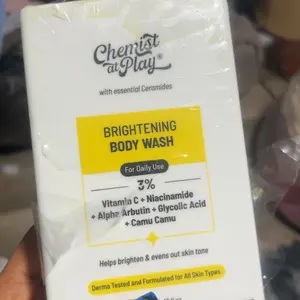 Chemist
at Play®
with essential Ceramides
BRIGHTENING
BODY WASH
For Daily Use
3%
Vitamin C + Niacinamide
+ Alpha Arbutin + Glycolic Acid
+ Camu Camu
Helps brighten & evens out skin tone
Derma Tested and Formulated for All Skin Types